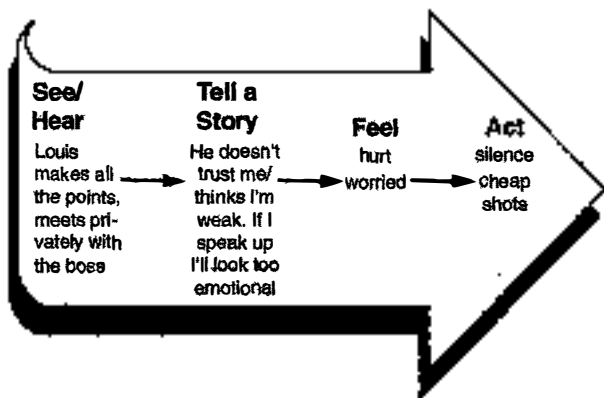 See/
Hear
Louis
makes all
the points,
meets pri-
vately with
the boss
Tell a
Story
He doesn't
trust me/
thinks I'm
weak. If I
speak up
I'll look too
emotional
Feel
hurt
worried
Act
silence
cheap
shots